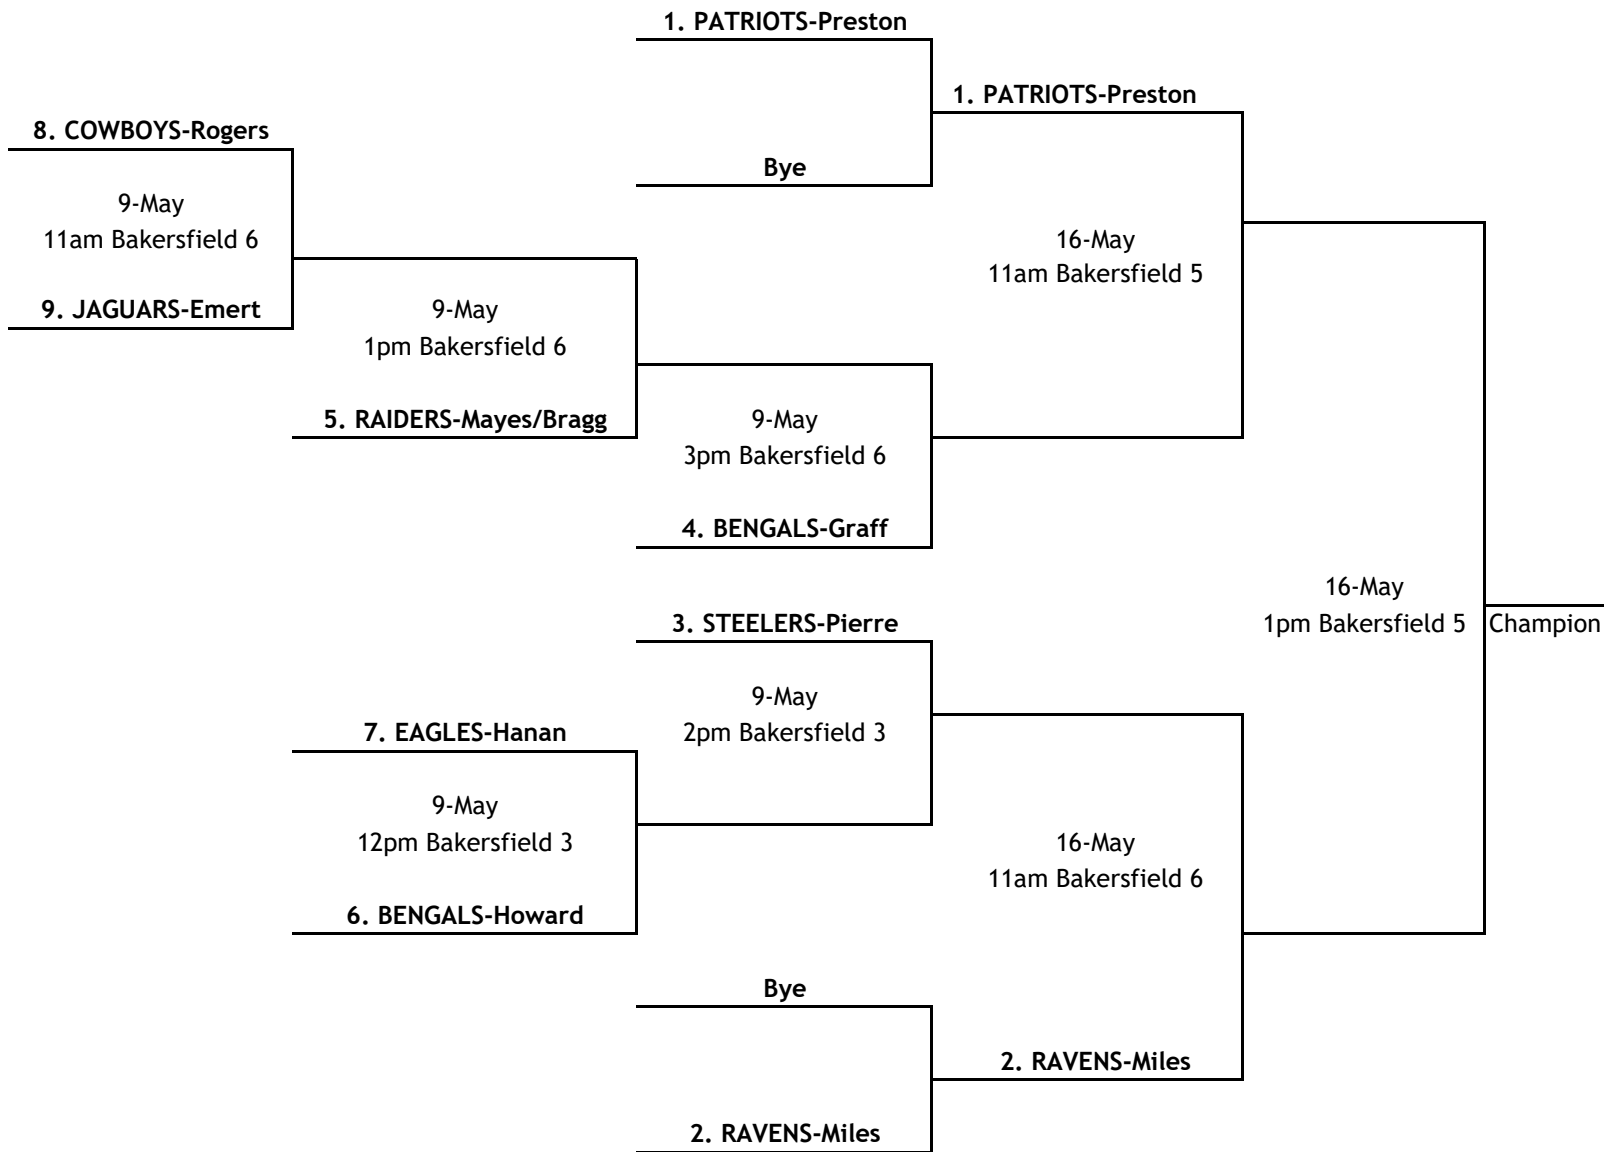 1. PATRIOTS-Preston
1. PATRIOTS-Preston
8. COWBOYS-Rogers
Bye
9-May
11am Bakersfield 6
16-May
11am Bakersfield 5
9. JAGUARS-Emert
9-May
1pm Bakersfield 6
5. RAIDERS-Mayes/Bragg
9-May
3pm Bakersfield 6
4. BENGALS-Graff
16-May
1pm Bakersfield 5
Champion
3. STEELERS-Pierre
9-May
2pm Bakersfield 3
7. EAGLES-Hanan
9-May
12pm Bakersfield 3
16-May
11am Bakersfield 6
6. BENGALS-Howard
Bye
2. RAVENS-Miles
2. RAVENS-Miles